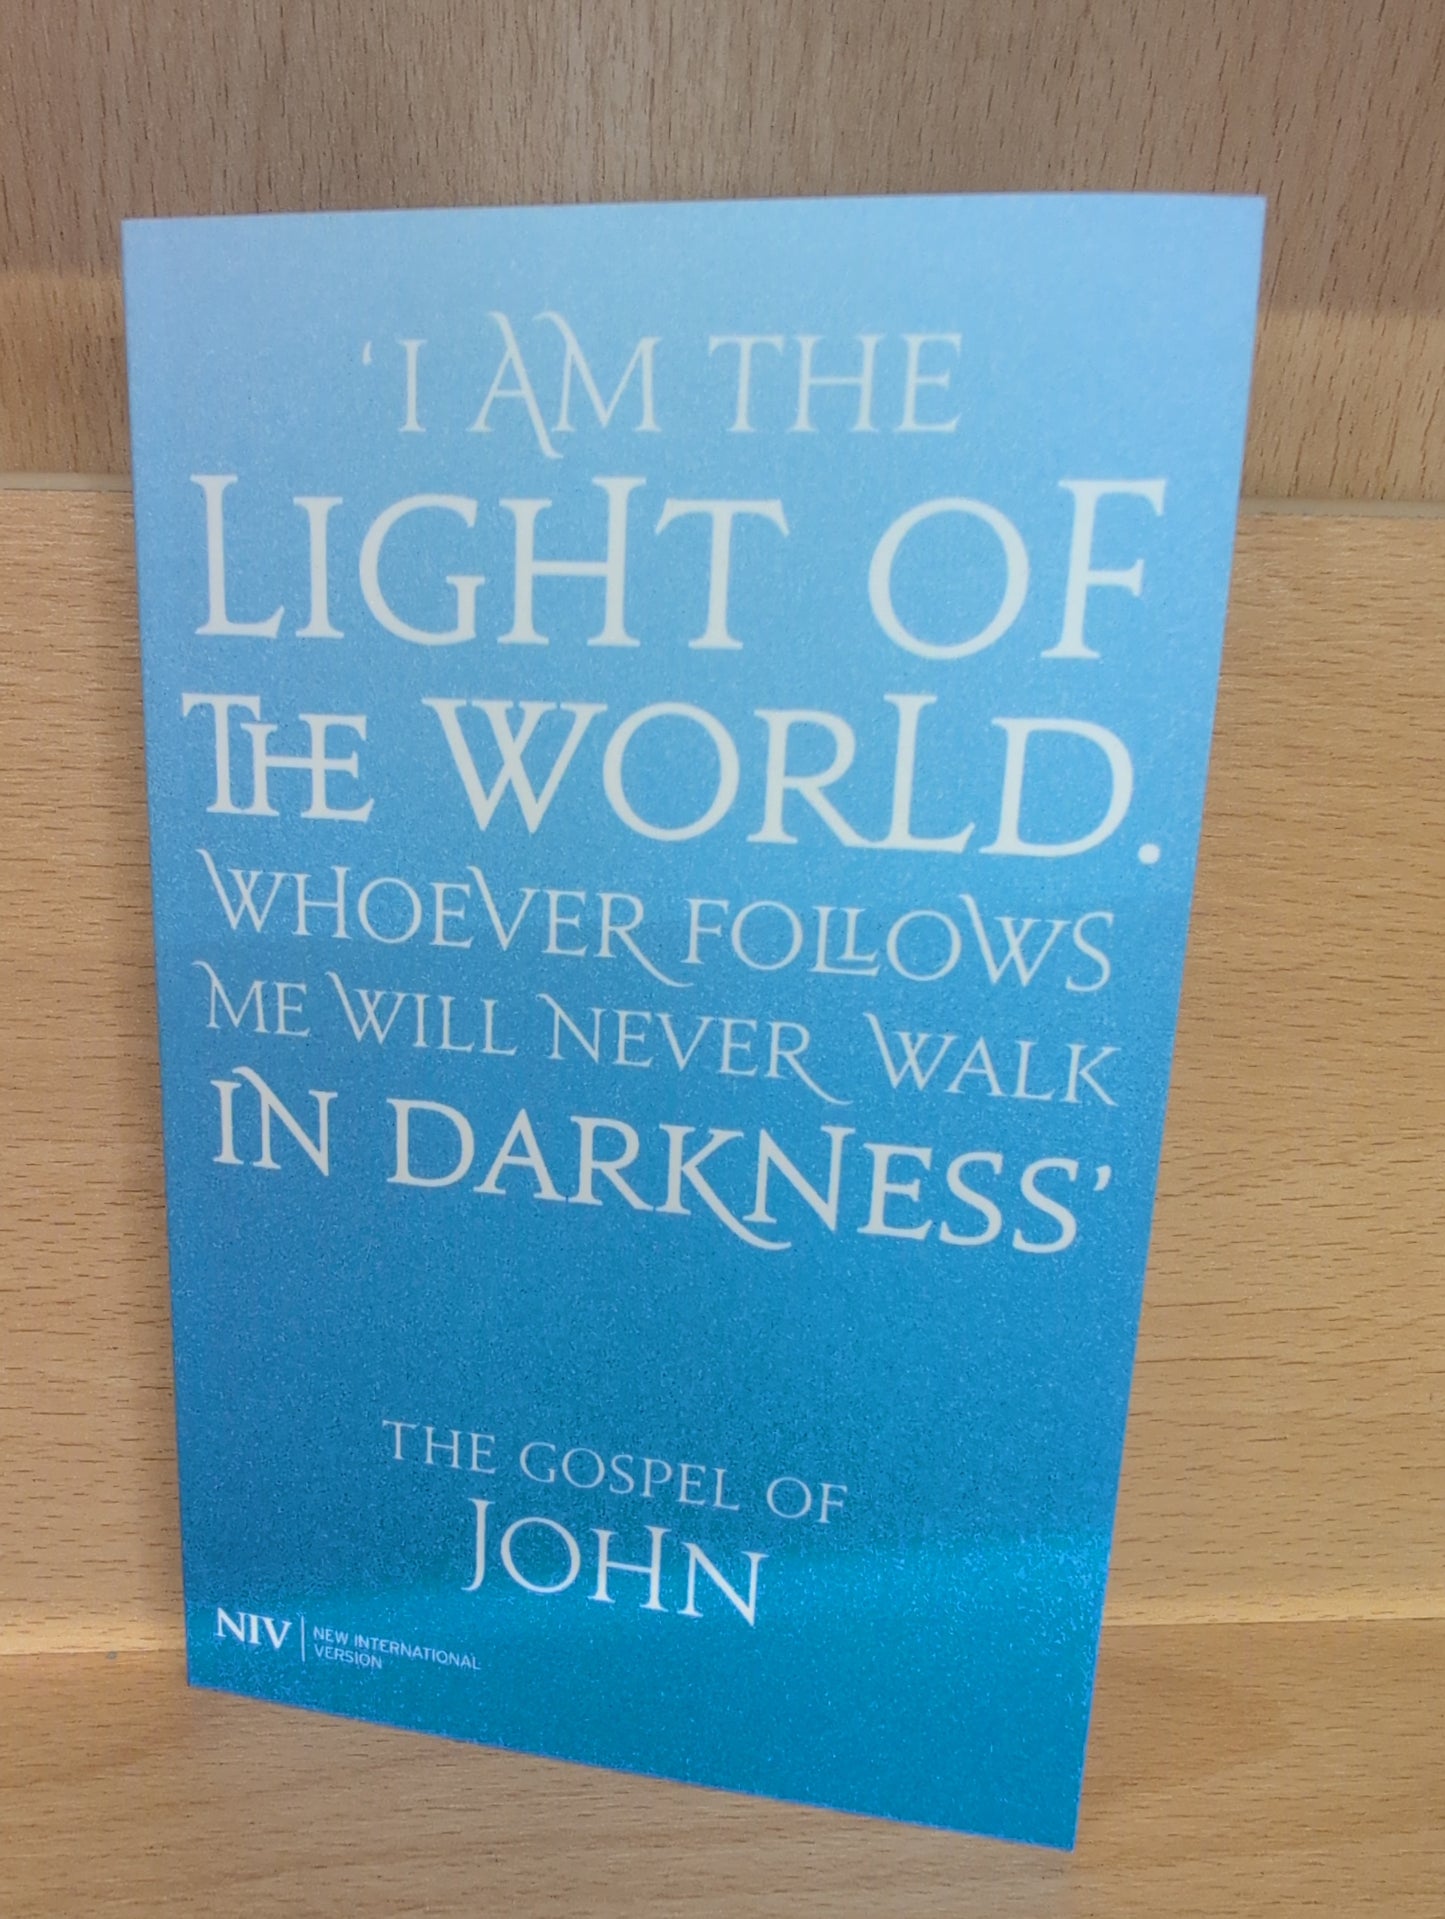 ‘I AM THE
LIGHT OF
THE WORLD.
WHOEVER FOLLOWS
ME WILL NEVER WALK
IN DARKNESS’
THE GOSPEL OF
JOHN
NIV | NEW INTERNATIONAL
VERSION